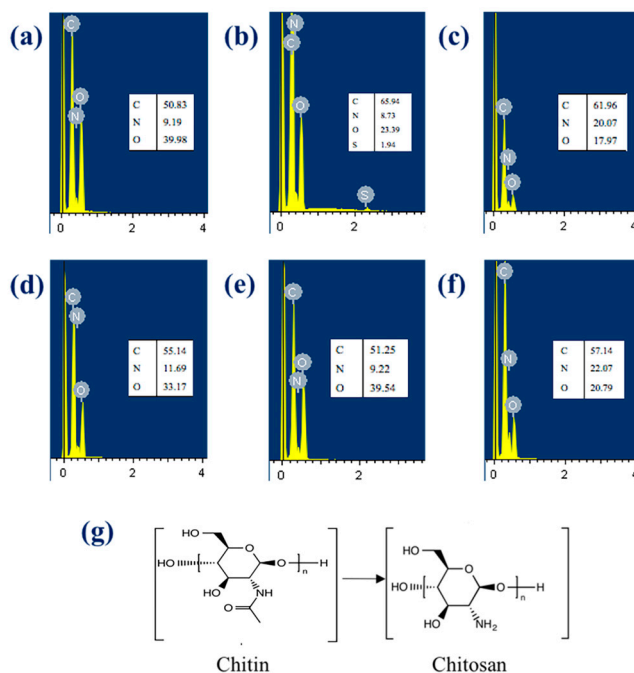 (a)
C
O
N
C 50.83
N 9.19
O 39.98
0 2 4
(b)
N
C
O
S
C 65.94
N 8.73
O 23.39
S 1.94
0 2
(c)
C
N
O
C 61.96
N 20.07
O 17.97
0 2 4
(d)
C
N
O
C 55.14
N 11.69
O 33.17
0 2 4
(e)
C
O
N
C 51.25
N 9.22
O 39.54
0 2 4
(f)
C
N
O
C 57.14
N 22.07
O 20.79
0 2 4
(g)
HO
O
HO
O
H
n
HO
NH
O
HO
O
HO
O
H
n
HO
NH2
Chitin
Chitosan